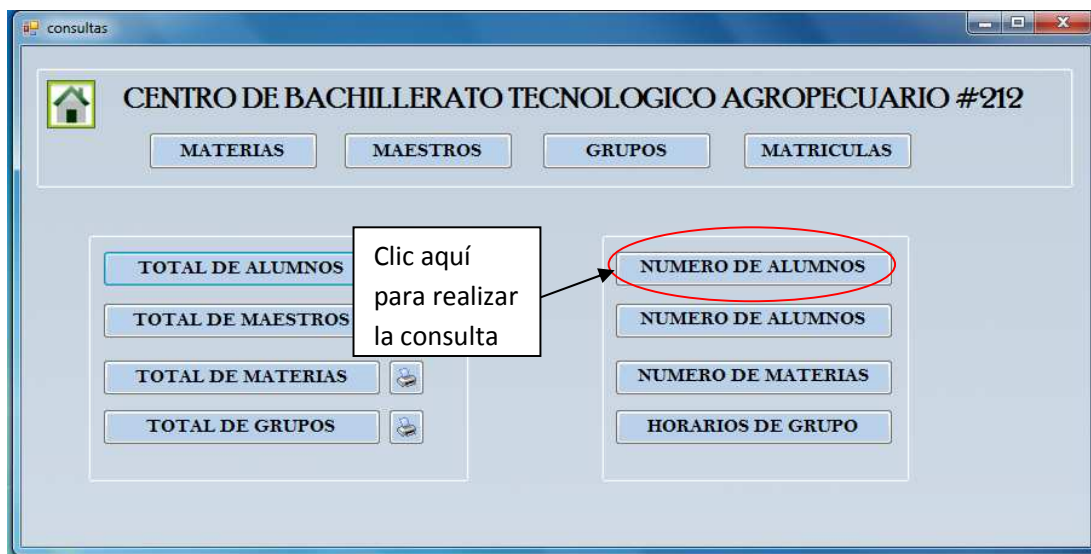 consultas
CENTRO DE BACHILLERATO TECNOLOGICO AGROPECUARIO #212
MATERIAS MAESTROS GRUPOS MATRICULAS
TOTAL DE ALUMNOS
TOTAL DE MAESTROS
TOTAL DE MATERIAS
TOTAL DE GRUPOS
Clic aquí
para realizar
la consulta
NUMERO DE ALUMNOS
NUMERO DE ALUMNOS
NUMERO DE MATERIAS
HORARIOS DE GRUPO